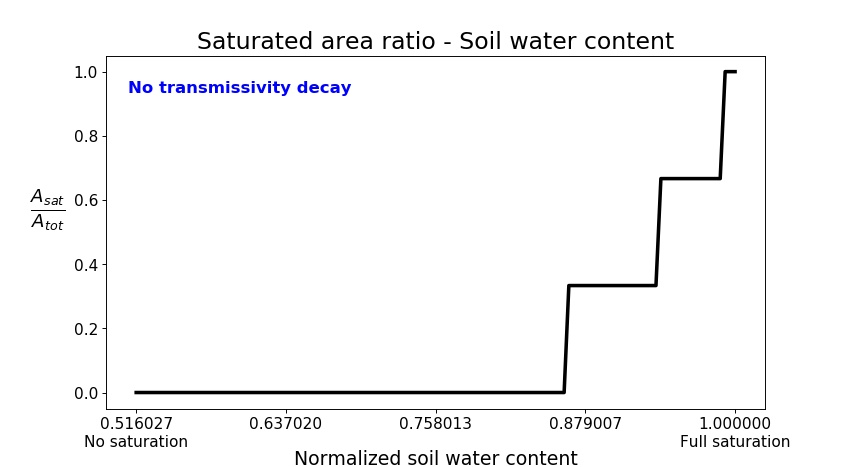 Saturated area ratio - Soil water content
No transmissivity decay
A_sat
A_tot
1.0
0.8
0.6
0.4
0.2
0.0
0.516027 0.637020 0.758013 0.879007 1.000000
No saturation Full saturation
Normalized soil water content